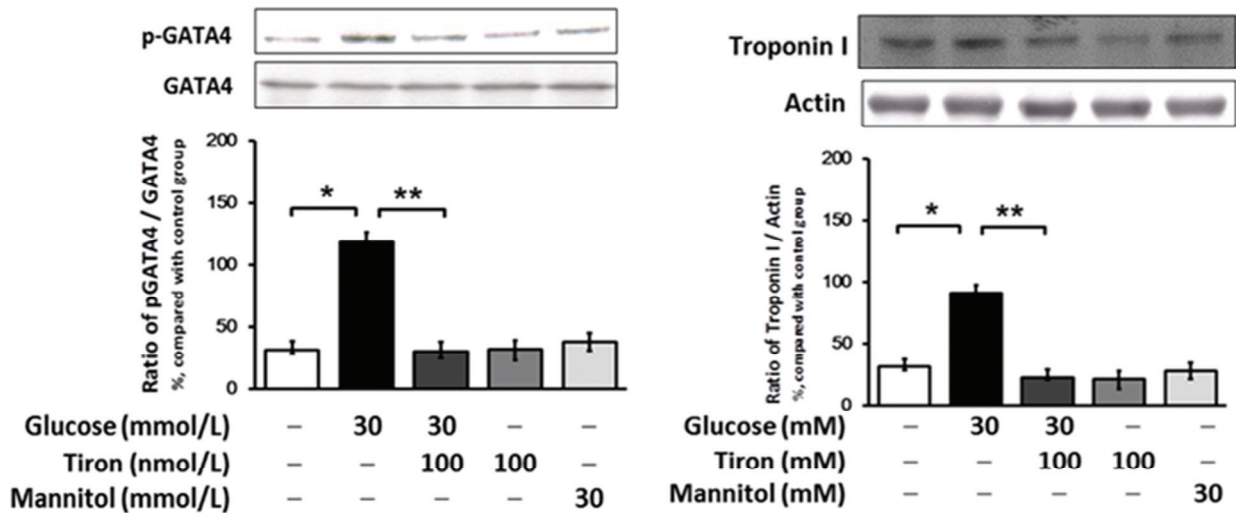 p-GATA4
GATA4
Ratio of pGATA4 / GATA4
%, compared with control group
200
150
100
50
0
* **
Glucose (mmol/L) – 30 30 – –
Tiron (nmol/L) – – 100 100 –
Mannitol (mmol/L) – – – – 30
Troponin I
Actin
Ratio of Troponin I / Actin
%, compared with control group
200
150
100
50
0
* **
Glucose (mM) – 30 30 – –
Tiron (mM) – – 100 100 –
Mannitol (mM) – – – – 30